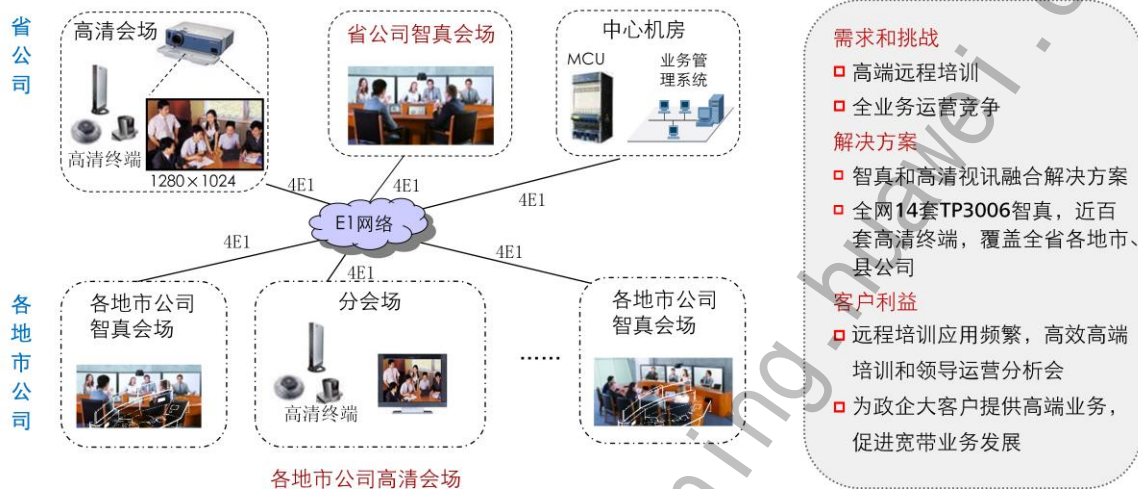 省公司
高清会场
高清终端
1280×1024
省公司智真会场
中心机房
MCU
业务管
理系统
4E1
4E1
4E1
E1网络
4E1
4E1
4E1
各地市公司
各地市公司
智真会场
分会场
高清终端
……
各地市公司
智真会场
各地市公司高清会场
需求和挑战
高端远程培训
全业务运营竞争
解决方案
智真和高清视讯融合解决方案
全网14套TP3006智真，近百
套高清终端，覆盖全省各地市、
县公司
客户利益
远程培训应用频繁，高效高端
培训和领导运营分析会
为政企大客户提供高端业务，
促进宽带业务发展
ning.huawei.c